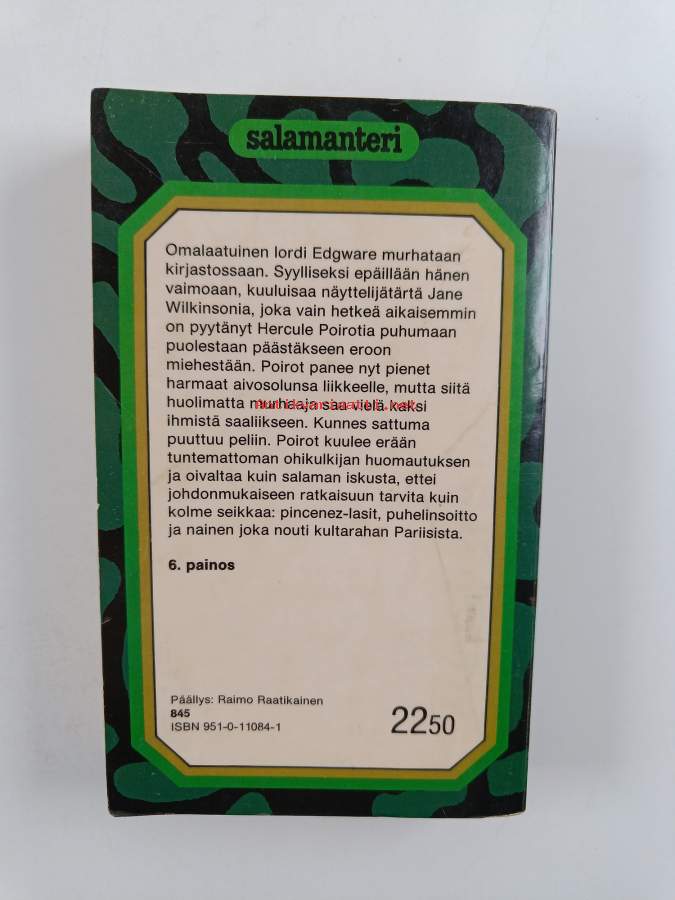 salamanteri
Omalaatuinen lordi Edgware murhataan
kirjastossaan. Syylliseksi epäillään hänen
vaimoaan, kuuluisaa näyttelijätärtä Jane
Wilkinsonia, joka vain hetkeä aikaisemmin
on pyytänyt Hercule Poirotia puhumaan
puolestaan päästäkseen eroon
miehestään. Poirot panee nyt pienet
harmaat aivosolunsa liikkeelle, mutta siitä
huolimatta murhaaja saa vielä kaksi
ihmistä saaliikseen. Kunnes sattuma
puuttuu peliin. Poirot kuulee erään
tuntemattoman ohikulkijan huomautuksen
ja oivaltaa kuin salaman iskusta, ettei
johdonmukaiseen ratkaisuun tarvita kuin
kolme seikkaa: pincenez-lasit, puhelinsoitto
ja nainen joka nouti kultarahan Pariisista.
6. painos
Päällys: Raimo Raatikainen
845
ISBN 951-0-11084-1
2250